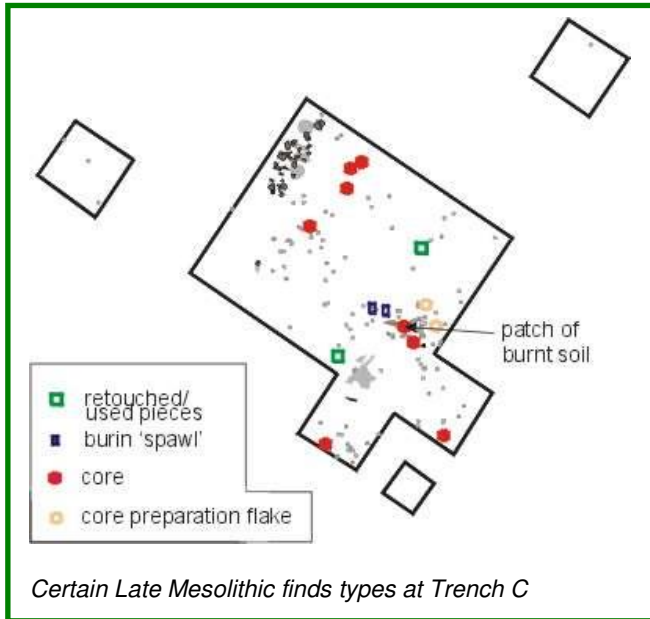 patch of
burnt soil
retouched/
used pieces
burin ‘spawl’
core
core preparation flake
Certain Late Mesolithic finds types at Trench C